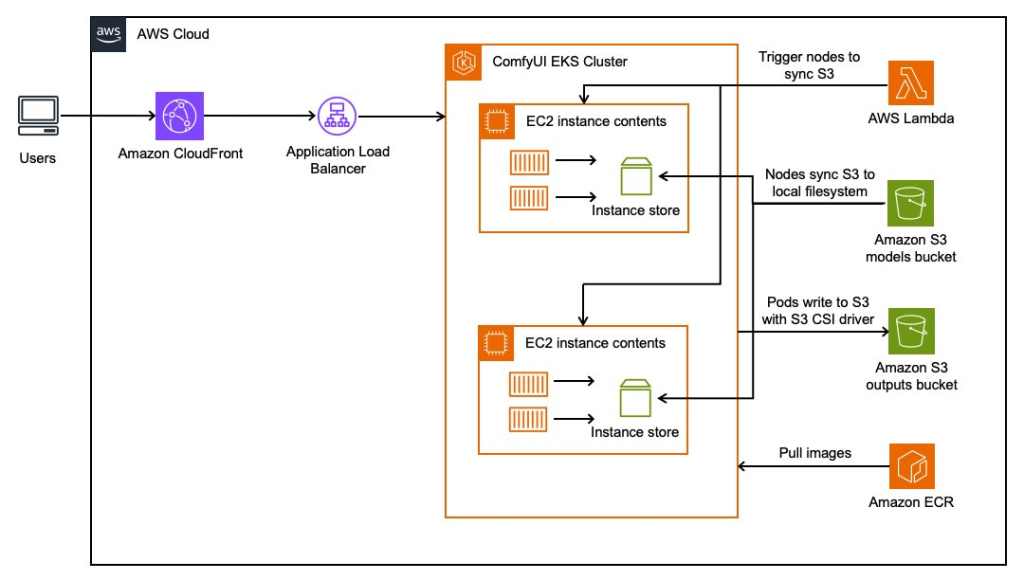 aws
AWS Cloud
Users
Amazon CloudFront
Application Load
Balancer
ComfyUI EKS Cluster
EC2 instance contents
Instance store
EC2 instance contents
Instance store
Trigger nodes to
sync S3
AWS Lambda
Nodes sync S3 to
local filesystem
Amazon S3
models bucket
Pods write to S3
with S3 CSI driver
Amazon S3
outputs bucket
Pull images
Amazon ECR